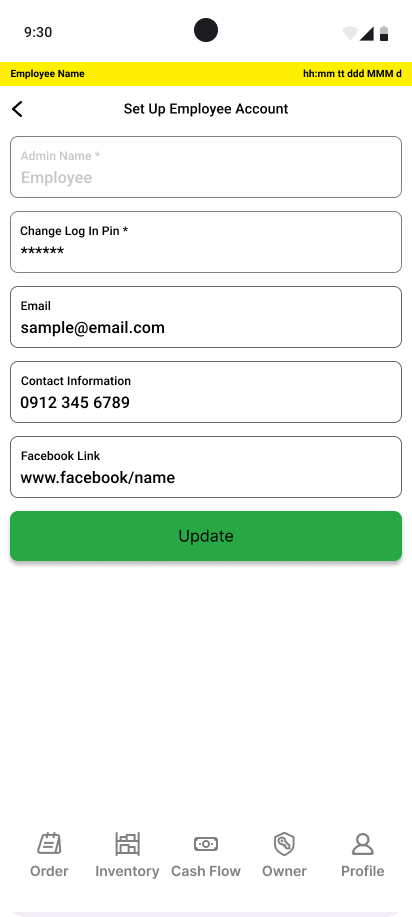 9:30
Employee Name hh:mm tt ddd MMM d
Set Up Employee Account
Admin Name *
Employee
Change Log In Pin *
******
Email
sample@email.com
Contact Information
0912 345 6789
Facebook Link
www.facebook/name
Update
Order Inventory Cash Flow Owner Profile